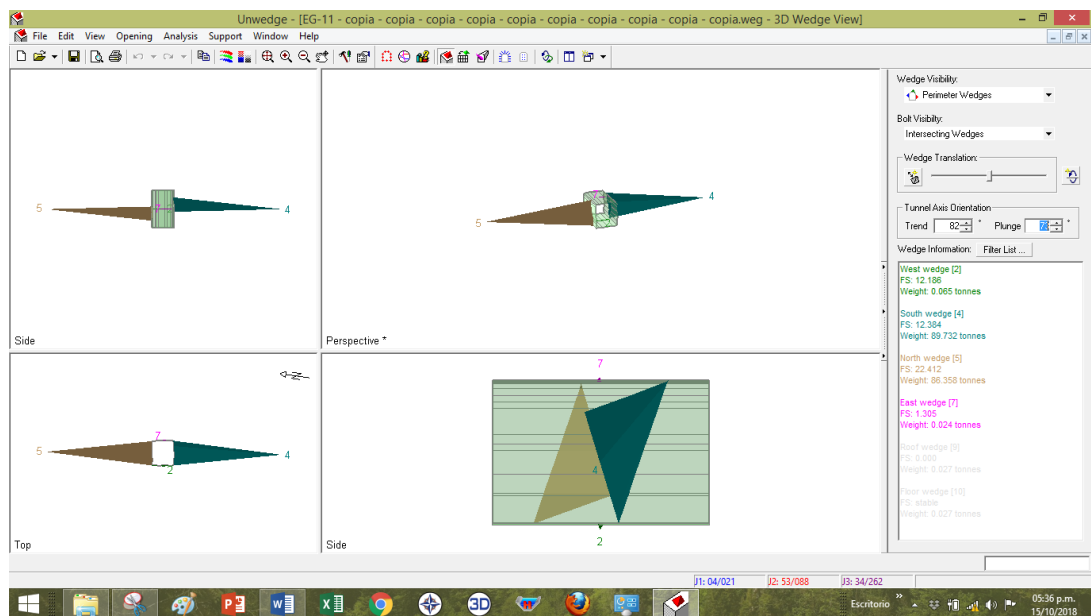 Unwedge - [EG-11 - copia - copia - copia - copia - copia - copia - copia - copia - copia - copia - copia.weg - 3D Wedge View]
File Edit View Opening Analysis Support Window Help
5
7
4
Side
5
7
4
Perspective *
N
7
5
4
2
Top
7
4
2
Side
Wedge Visibility:
Perimeter Wedges
Bolt Visibility:
Intersecting Wedges
Wedge Translation:
Tunnel Axis Orientation
Trend 82 ° Plunge °
Wedge Information: Filter List ...
West wedge [2]
FS: 12.186
Weight: 0.065 tonnes
South wedge [4]
FS: 12.384
Weight: 89.732 tonnes
North wedge [5]
FS: 22.412
Weight: 86.358 tonnes
East wedge [7]
FS: 1.305
Weight: 0.024 tonnes
Roof wedge [9]
FS: 0.000
Weight: 0.027 tonnes
Floor wedge [10]
FS: stable
Weight: 0.027 tonnes
J1: 04/021 J2: 53/088 J3: 34/262
Escritorio » 05:36 p.m.
15/10/2018